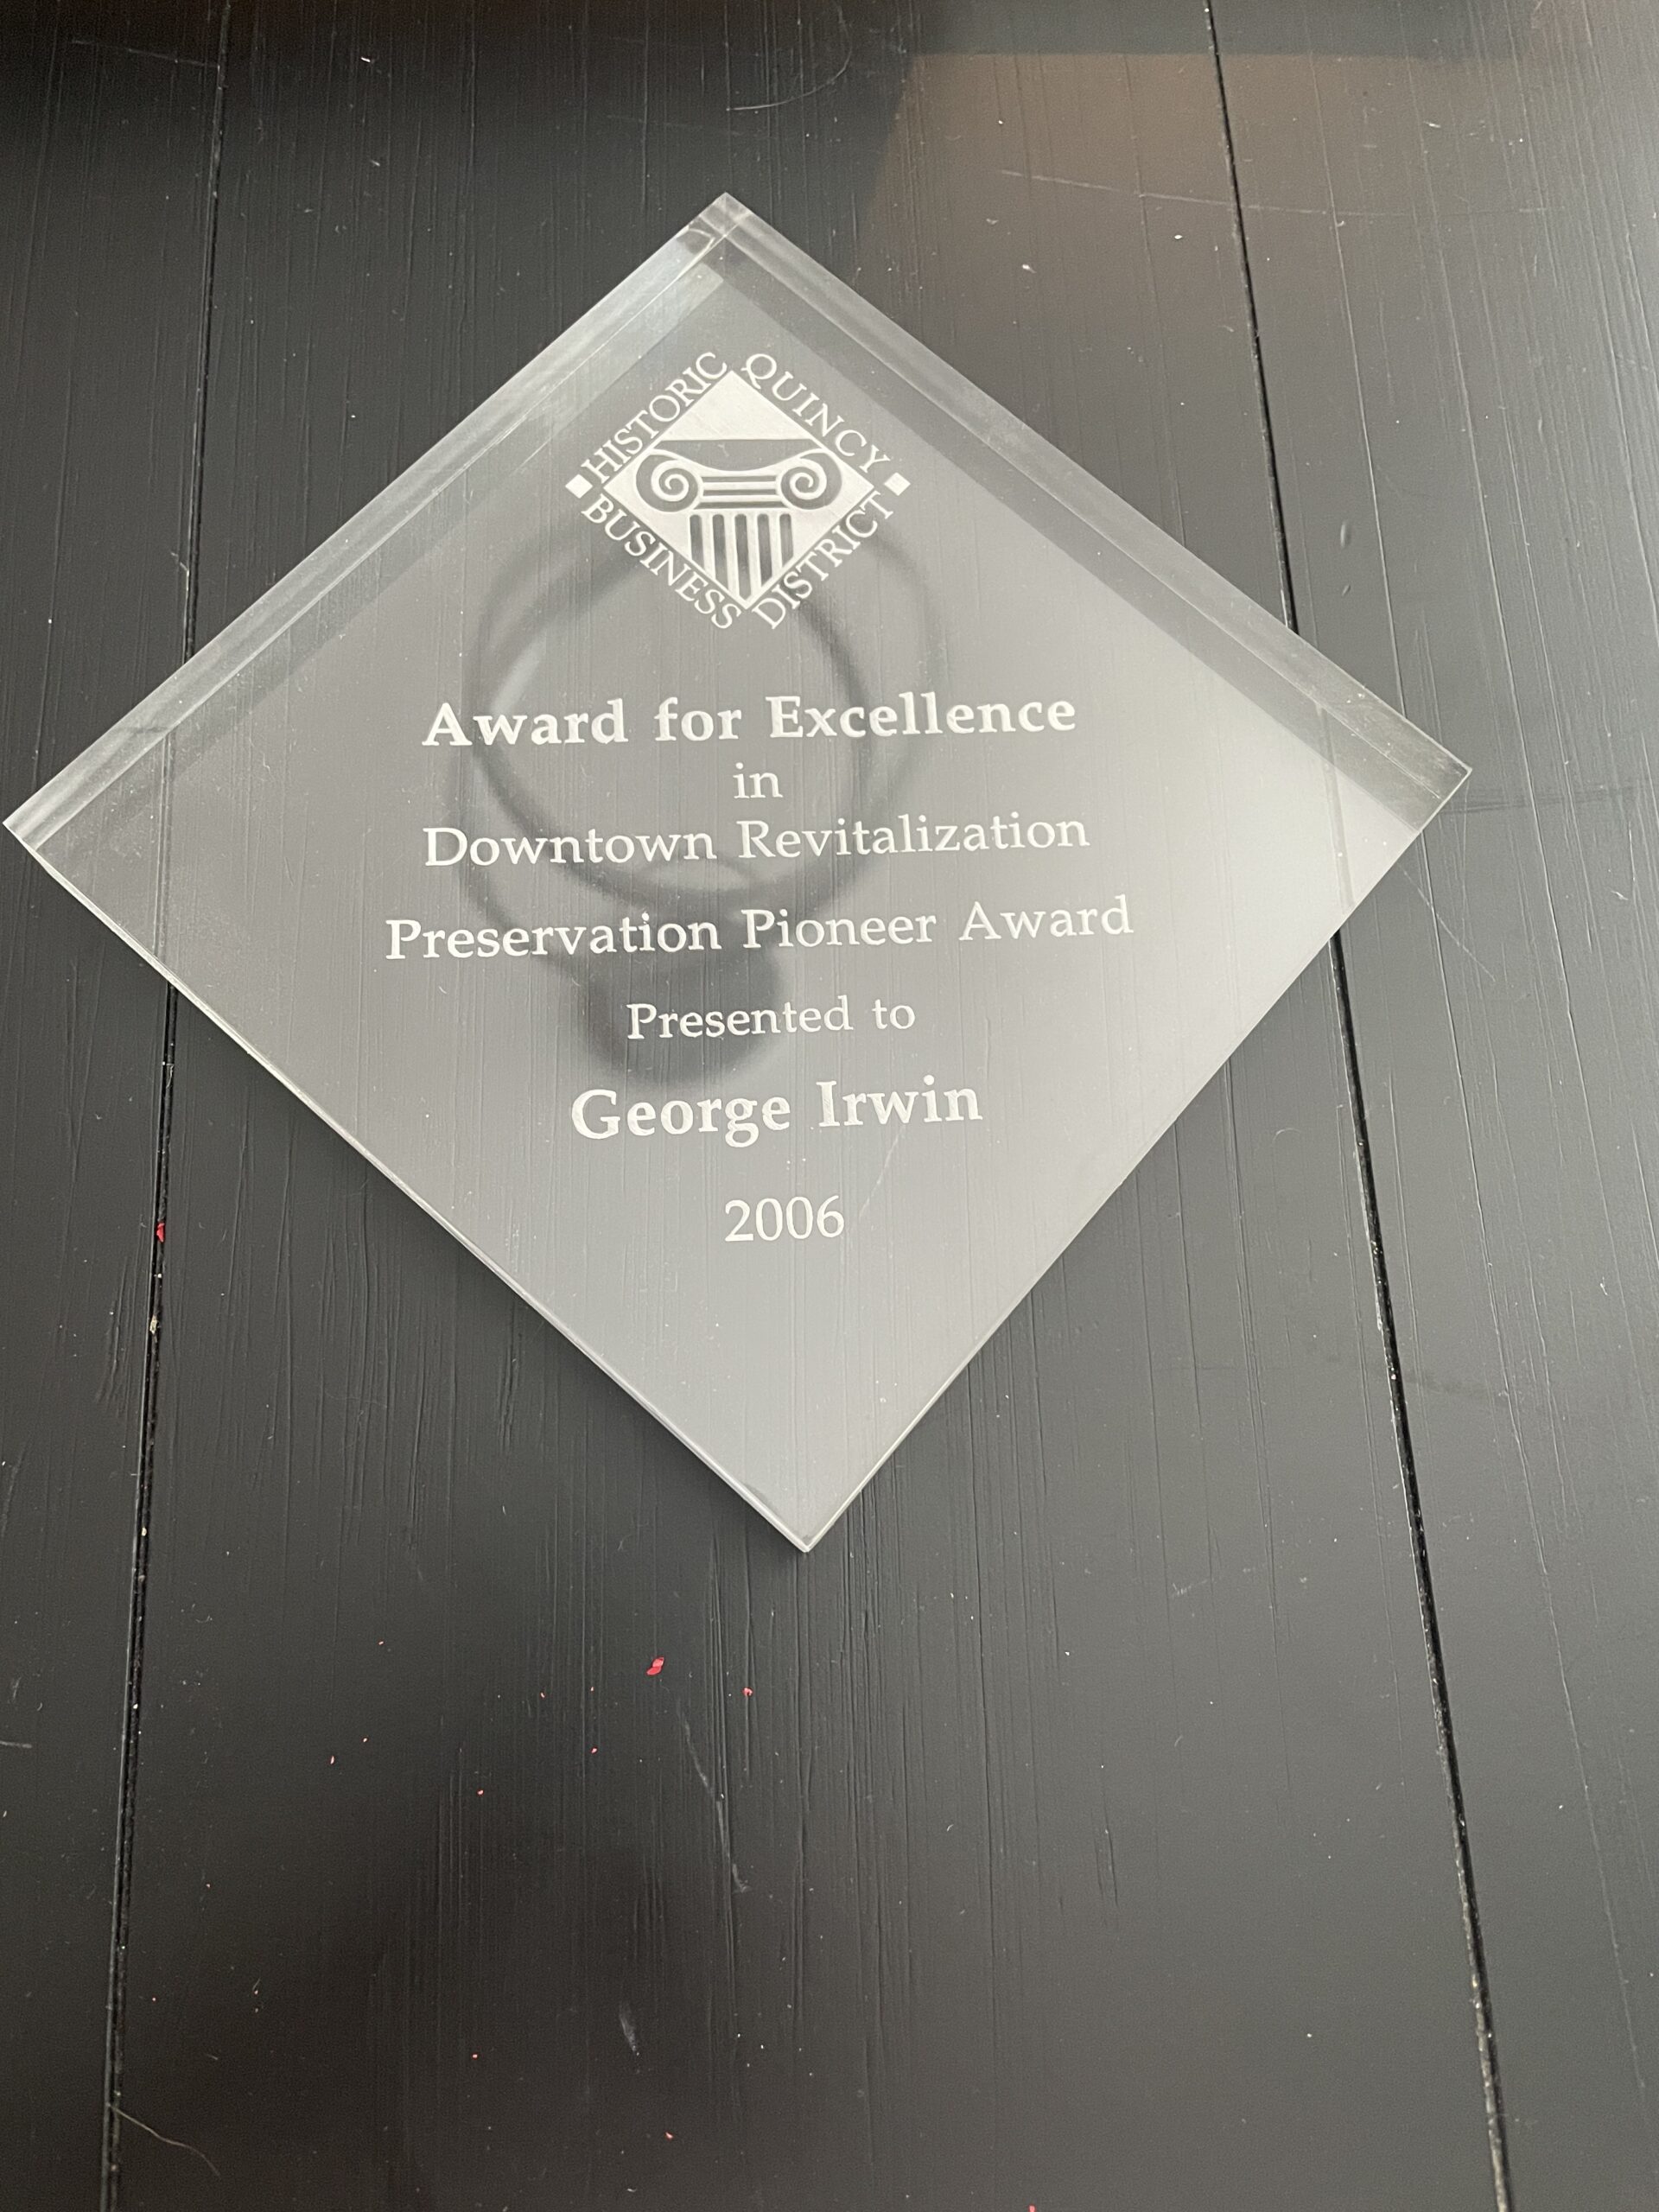 HISTORIC QUINCY
BUSINESS DISTRICT
Award for Excellence
in
Downtown Revitalization
Preservation Pioneer Award
Presented to
George Irwin
2006